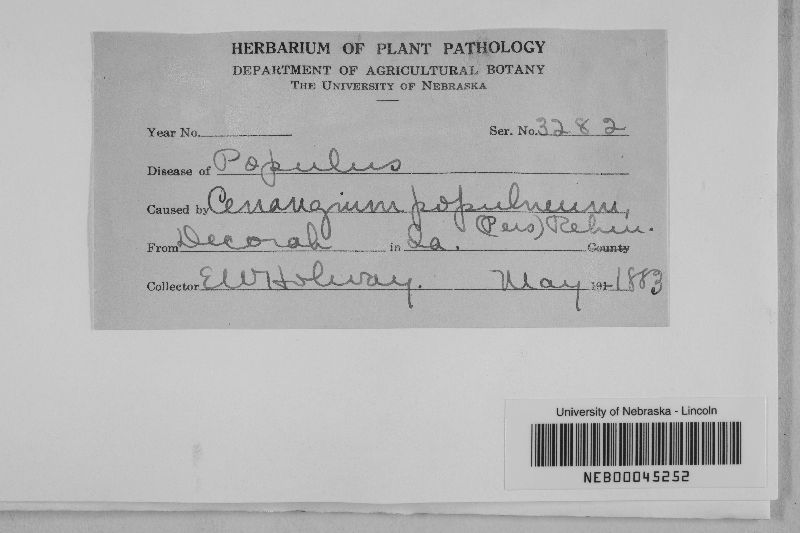 HERBARIUM OF PLANT PATHOLOGY
DEPARTMENT OF AGRICULTURAL BOTANY
THE UNIVERSITY OF NEBRASKA
Year No. Ser. No. 3282
Disease of Populus
Caused by Cenangium populneum,
(Pers) Rehm.
From Decorah in Ia. County
Collector E W Holway. May 191 1883
University of Nebraska - Lincoln
NEB00045252